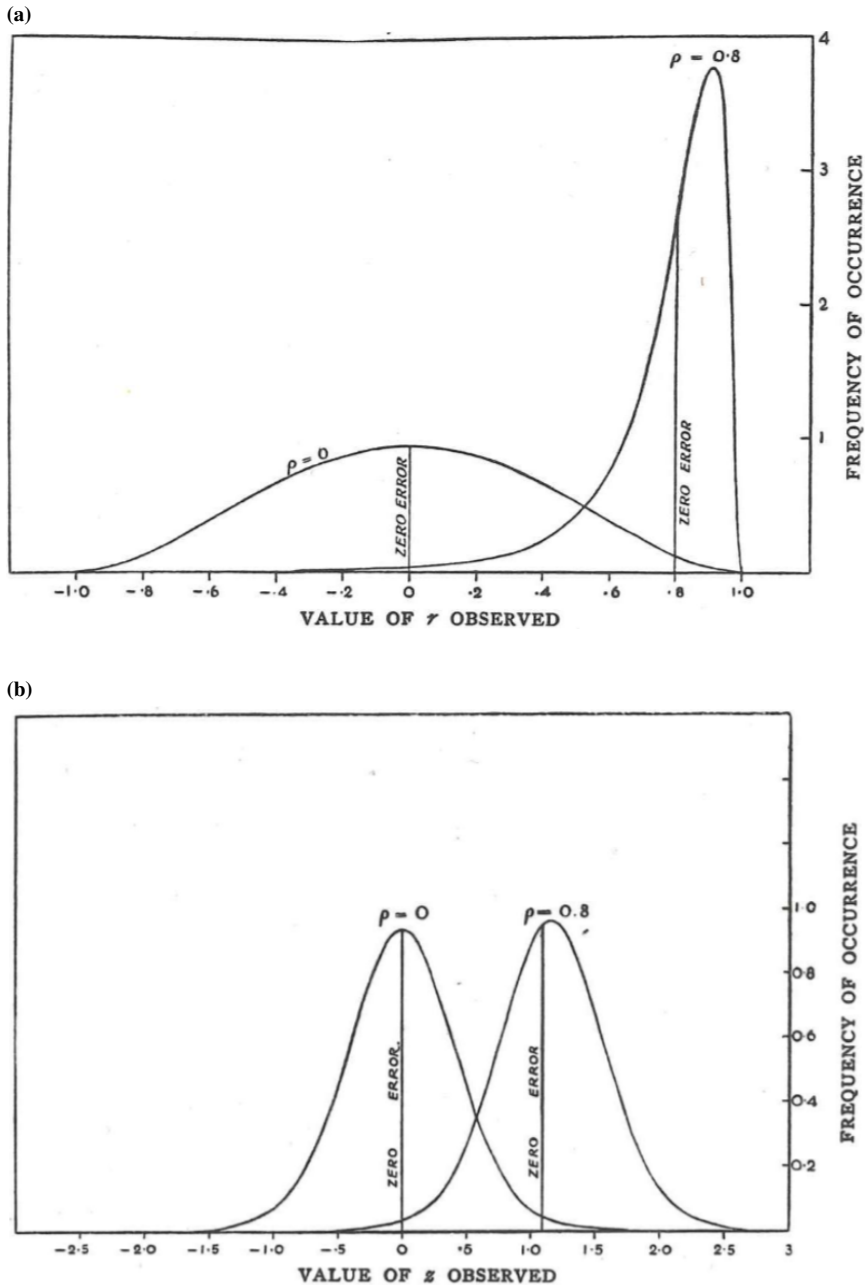 (a)
ρ = 0·8
4
3
2
1
FREQUENCY OF OCCURRENCE
ρ = 0
ZERO ERROR
ZERO ERROR
-1·0 -·8 -·6 -·4 -·2 0 ·2 ·4 ·6 ·8 1·0
VALUE OF r OBSERVED
(b)
ρ = 0
ρ = 0.8
1·0
0·8
0·6
0·4
0·2
FREQUENCY OF OCCURRENCE
ZERO ERROR
ZERO ERROR
-2·5 -2·0 -1·5 -1·0 -·5 0 ·5 1·0 1·5 2·0 2·5 3
VALUE OF z OBSERVED